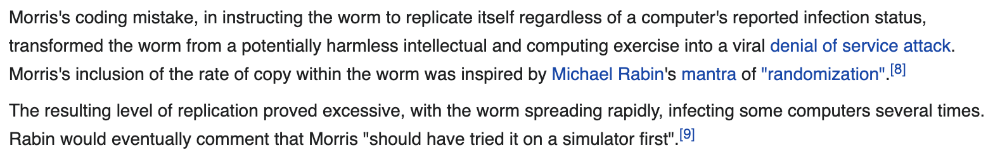 Morris's coding mistake, in instructing the worm to replicate itself regardless of a computer's reported infection status,
transformed the worm from a potentially harmless intellectual and computing exercise into a viral denial of service attack.
Morris's inclusion of the rate of copy within the worm was inspired by Michael Rabin's mantra of "randomization".[8]
The resulting level of replication proved excessive, with the worm spreading rapidly, infecting some computers several times.
Rabin would eventually comment that Morris "should have tried it on a simulator first".[9]